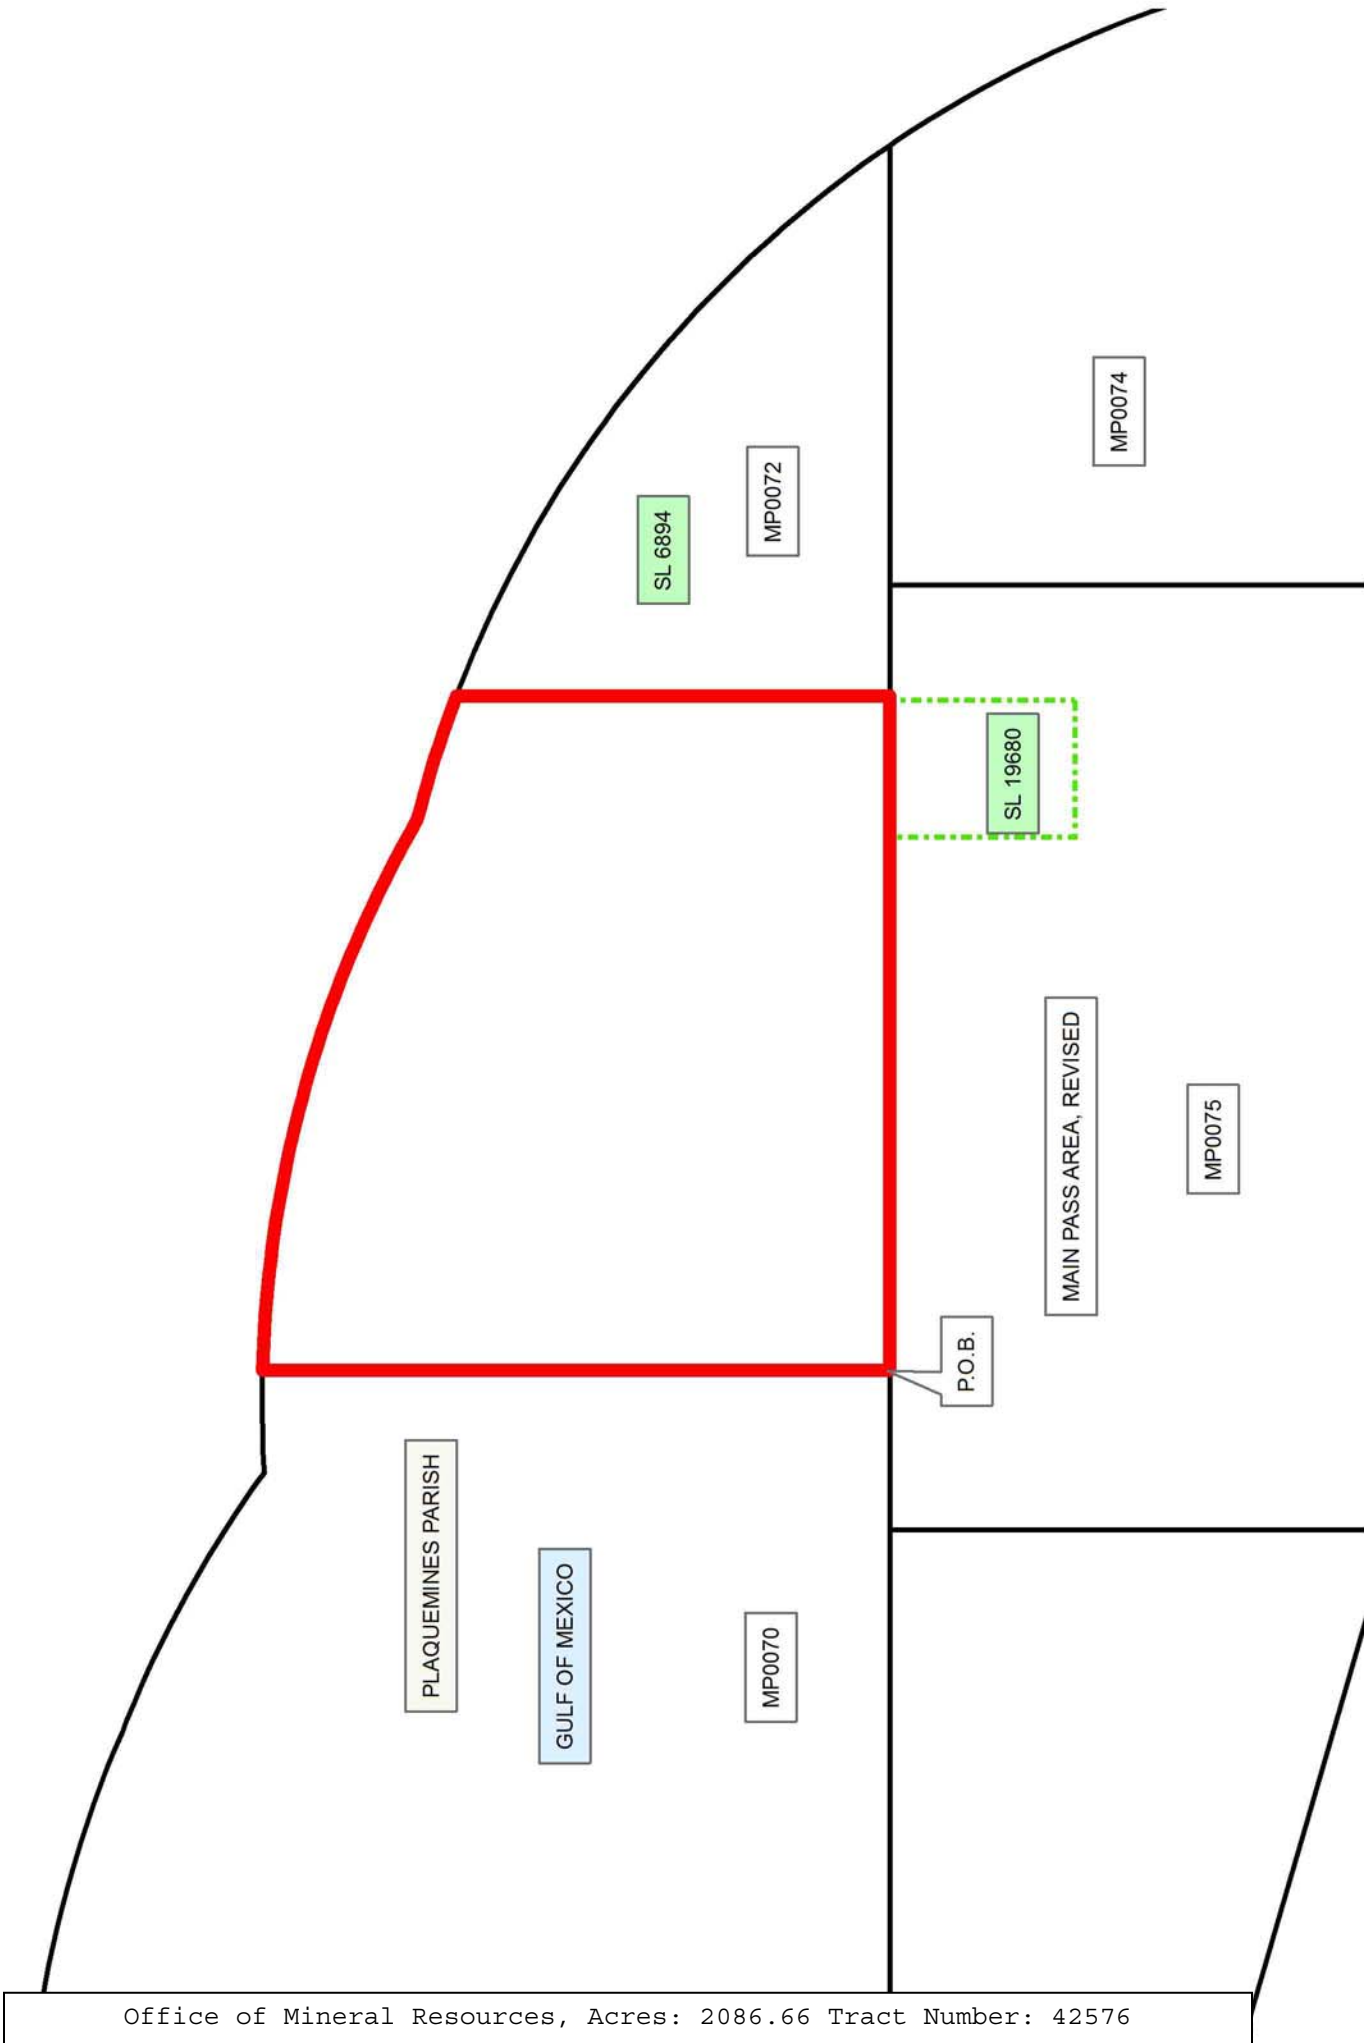 MP0074
MP0072
SL 6894
SL 19680
MAIN PASS AREA, REVISED
MP0075
P.O.B.
PLAQUEMINES PARISH
GULF OF MEXICO
MP0070
Office of Mineral Resources, Acres: 2086.66 Tract Number: 42576